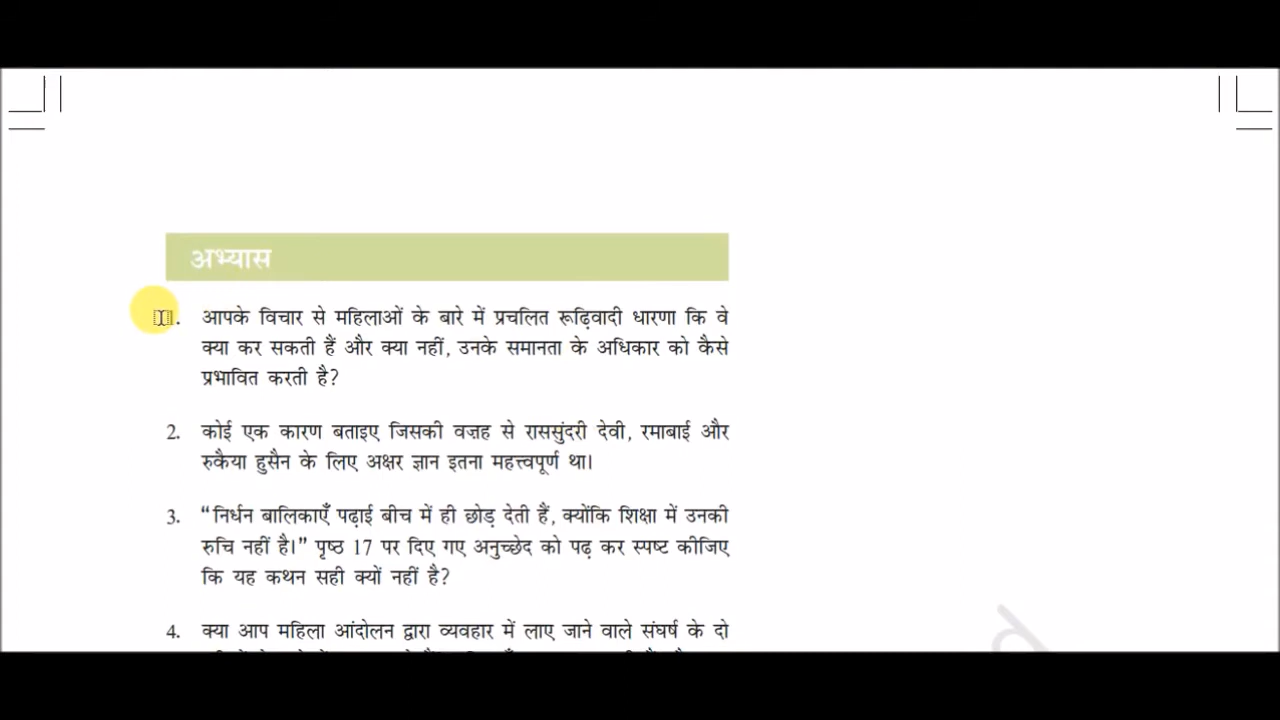 अभ्यास
1. आपके विचार से महिलाओं के बारे में प्रचलित रूढ़िवादी धारणा कि वे
क्या कर सकती हैं और क्या नहीं, उनके समानता के अधिकार को कैसे
प्रभावित करती है?
2. कोई एक कारण बताइए जिसकी वज़ह से राससुंदरी देवी, रमाबाई और
रुकैया हुसैन के लिए अक्षर ज्ञान इतना महत्त्वपूर्ण था।
3. “निर्धन बालिकाएँ पढ़ाई बीच में ही छोड़ देती हैं, क्योंकि शिक्षा में उनकी
रुचि नहीं है।” पृष्ठ 17 पर दिए गए अनुच्छेद को पढ़ कर स्पष्ट कीजिए
कि यह कथन सही क्यों नहीं है?
4. क्या आप महिला आंदोलन द्वारा व्यवहार में लाए जाने वाले संघर्ष के दो